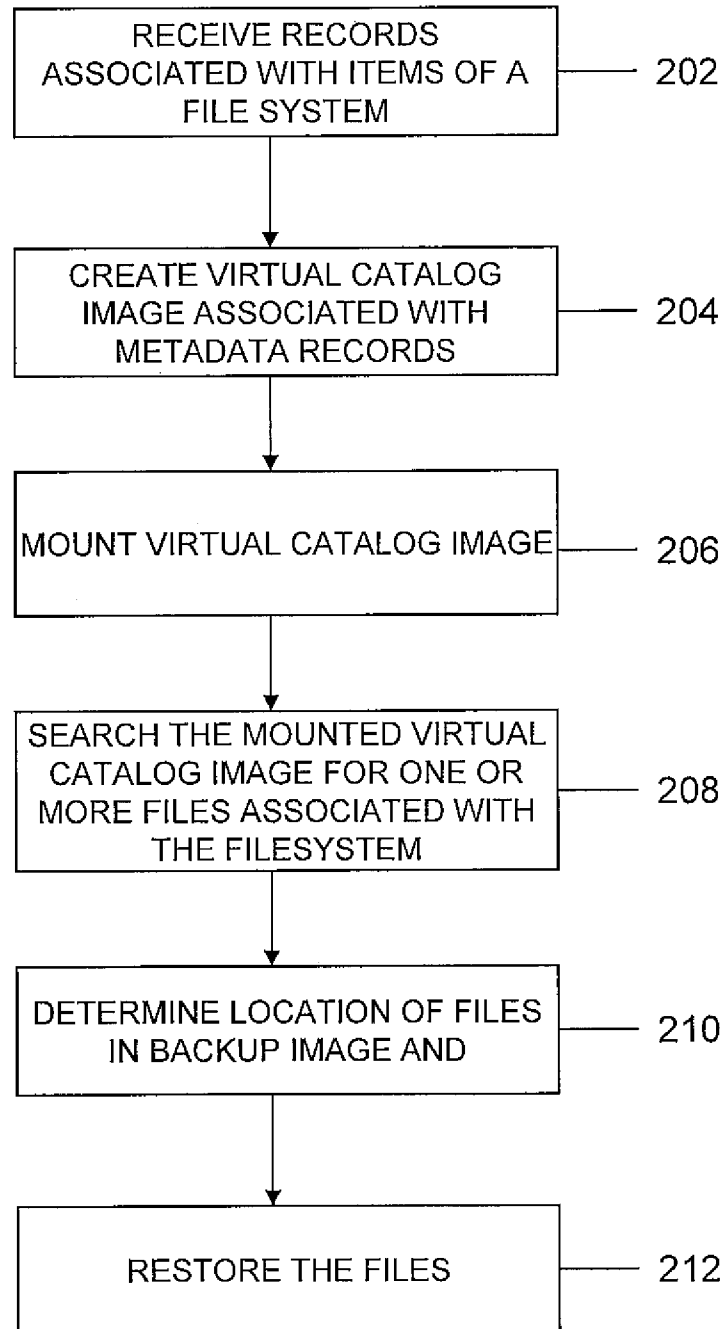 RECEIVE RECORDS
ASSOCIATED WITH ITEMS OF A
FILE SYSTEM
202
CREATE VIRTUAL CATALOG
IMAGE ASSOCIATED WITH
METADATA RECORDS
204
MOUNT VIRTUAL CATALOG IMAGE
206
SEARCH THE MOUNTED VIRTUAL
CATALOG IMAGE FOR ONE OR
MORE FILES ASSOCIATED WITH
THE FILESYSTEM
208
DETERMINE LOCATION OF FILES
IN BACKUP IMAGE AND
210
RESTORE THE FILES
212